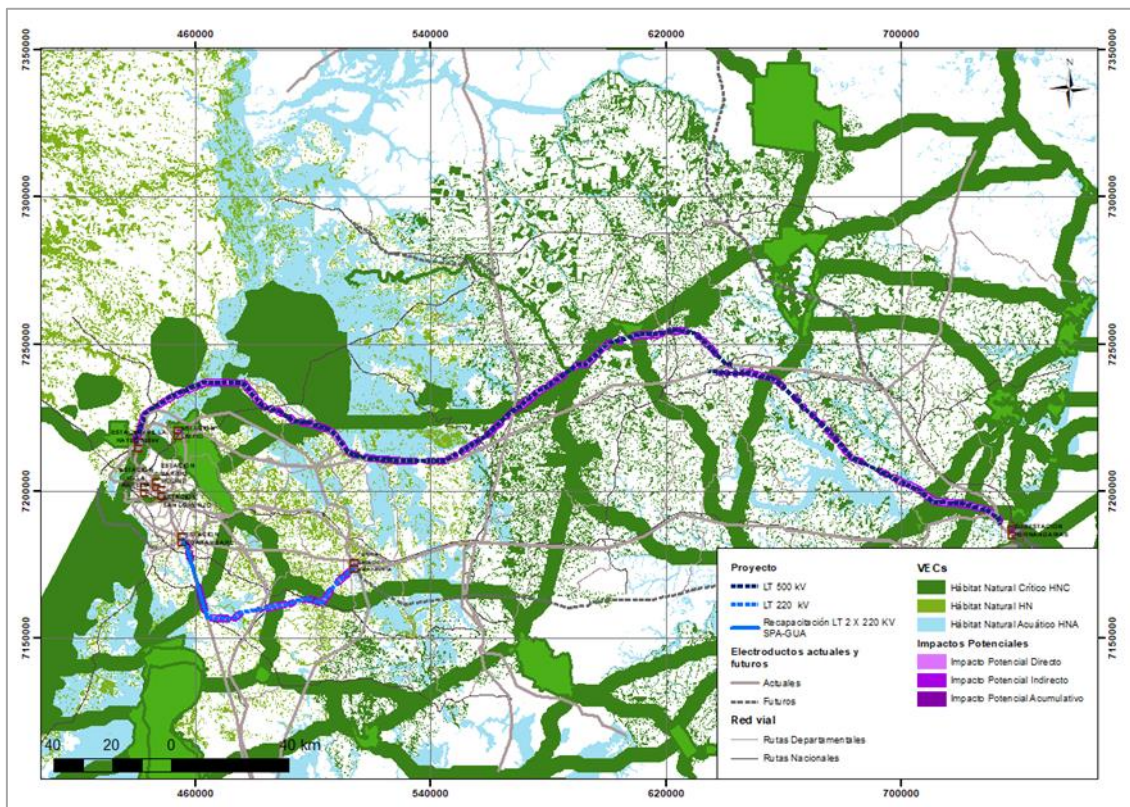 460000 540000 620000 700000
7350000 7350000
N
7300000 7300000
7250000 7250000
7200000 7200000
7150000 7150000
Proyecto
LT 500 kV
LT 220 kV
Recapacitación LT 2 X 220 KV
SPA-GUA
Electroductos actuales y
futuros
Actuales
Futuros
Red vial
Rutas Departamentales
Rutas Nacionales
VECs
Hábitat Natural Crítico HNC
Hábitat Natural HN
Hábitat Natural Acuático HNA
Impactos Potenciales
Impacto Potencial Directo
Impacto Potencial Indirecto
Impacto Potencial Acumulativo
40 20 0 40 km
460000 540000 620000 700000